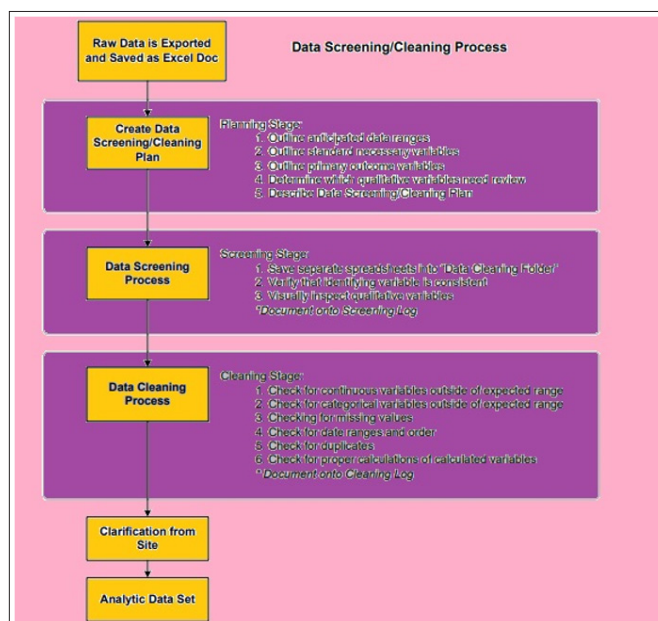 Raw Data is Exported
and Saved as Excel Doc
Data Screening/Cleaning Process
Create Data
Screening/Cleaning
Plan
Planning Stage:
1. Outline anticipated data ranges
2. Outline standard necessary variables
3. Outline primary outcome variables
4. Determine which qualitative variables need review
5. Describe Data Screening/Cleaning Plan
Data Screening
Process
Screening Stage:
1. Save separate spreadsheets into "Data Cleaning Folder"
2. Verify that identifying variable is consistent
3. Visually inspect qualitative variables
*Document onto Screening Log
Data Cleaning
Process
Cleaning Stage:
1. Check for continuous variables outside of expected range
2. Check for categorical variables outside of expected range
3. Checking for missing values
4. Check for date ranges and order
5. Check for duplicates
6. Check for proper calculations of calculated variables
*Document onto Cleaning Log
Clarification from
Site
Analytic Data Set